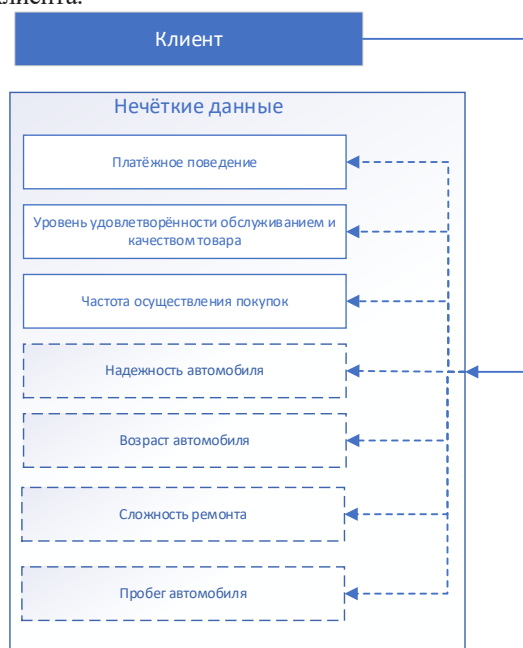 клиента.
Клиент
Нечёткие данные
Платёжное поведение
Уровень удовлетворённости обслуживанием и
качеством товара
Частота осуществления покупок
Надежность автомобиля
Возраст автомобиля
Сложность ремонта
Пробег автомобиля